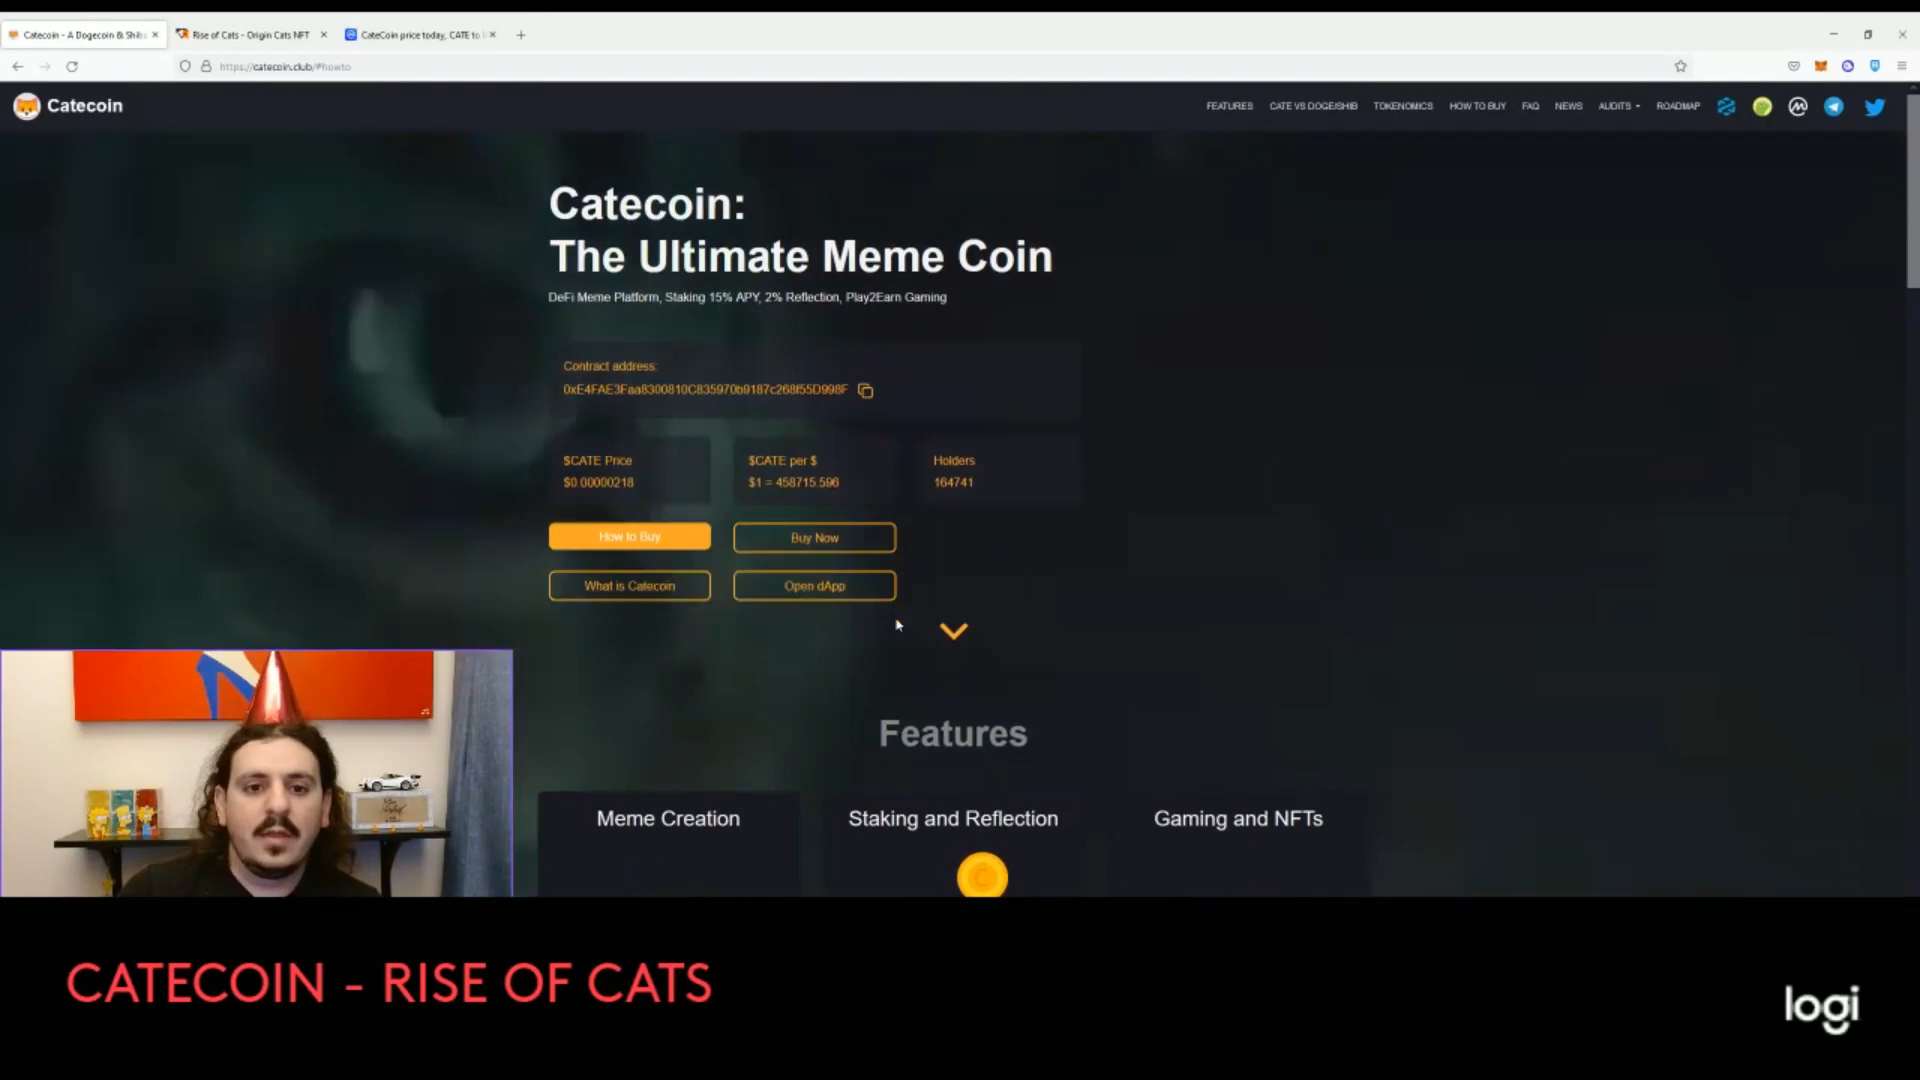 Catecoin - A Dogecoin & Shib
Rise of Cats - Origin Cats NFT
CateCoin price today, CATE to
https://catecoin.club/#howto
Catecoin
FEATURES
CATE VS DOGE/SHIB
TOKENOMICS
HOW TO BUY
FAQ
NEWS
AUDITS
ROADMAP
Catecoin:
The Ultimate Meme Coin
DeFi Meme Platform, Staking 15% APY, 2% Reflection, Play2Earn Gaming
Contract address:
0xE4FAE3Faa8300810C835970b9187c268f55D998F
$CATE Price
$0.00000218
$CATE per $
$1 = 458715.596
Holders
164741
How to Buy
Buy Now
What is Catecoin
Open dApp
Features
Meme Creation
Staking and Reflection
Gaming and NFTs
CATECOIN - RISE OF CATS
logi